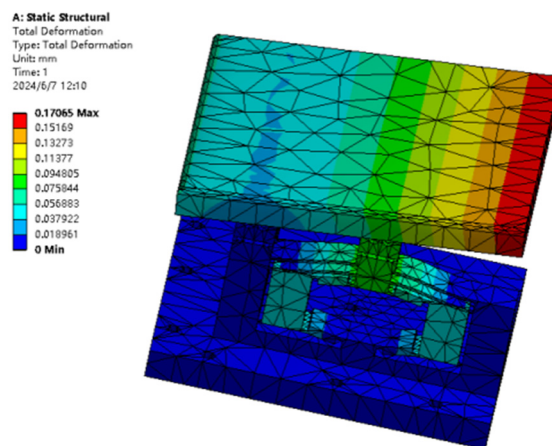 A: Static Structural
Total Deformation
Type: Total Deformation
Unit: mm
Time: 1
2024/6/7 12:10
0.17065 Max
0.15169
0.13273
0.11377
0.094805
0.075844
0.056883
0.037922
0.018961
0 Min